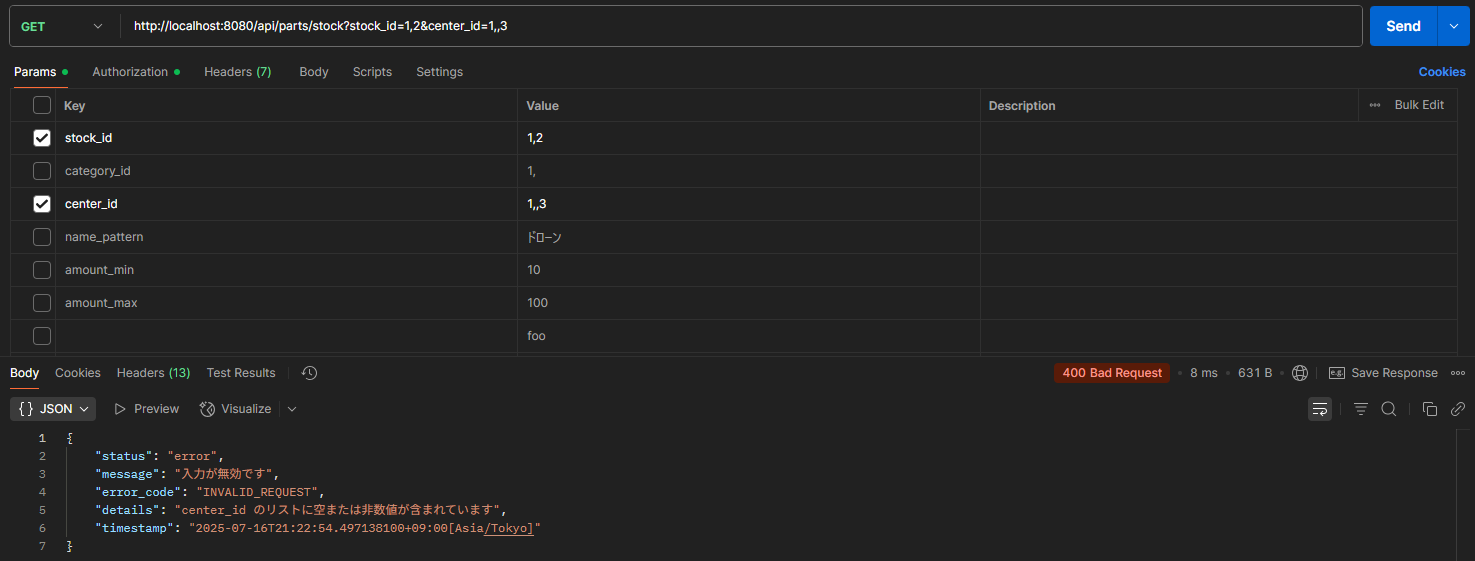 GET http://localhost:8080/api/parts/stock?stock_id=1,2&center_id=1,,3 Send
Params Authorization Headers (7) Body Scripts Settings Cookies
Key Value Description Bulk Edit
stock_id 1,2
category_id 1,
center_id 1,,3
name_pattern ドローン
amount_min 10
amount_max 100
foo
Body Cookies Headers (13) Test Results 400 Bad Request 8 ms 631 B e.g. Save Response
{} JSON Preview Visualize
1 {
2 "status": "error",
3 "message": "入力が無効です",
4 "error_code": "INVALID_REQUEST",
5 "details": "center_id のリストに空または非数値が含まれています",
6 "timestamp": "2025-07-16T21:22:54.497138100+09:00[Asia/Tokyo]"
7 }